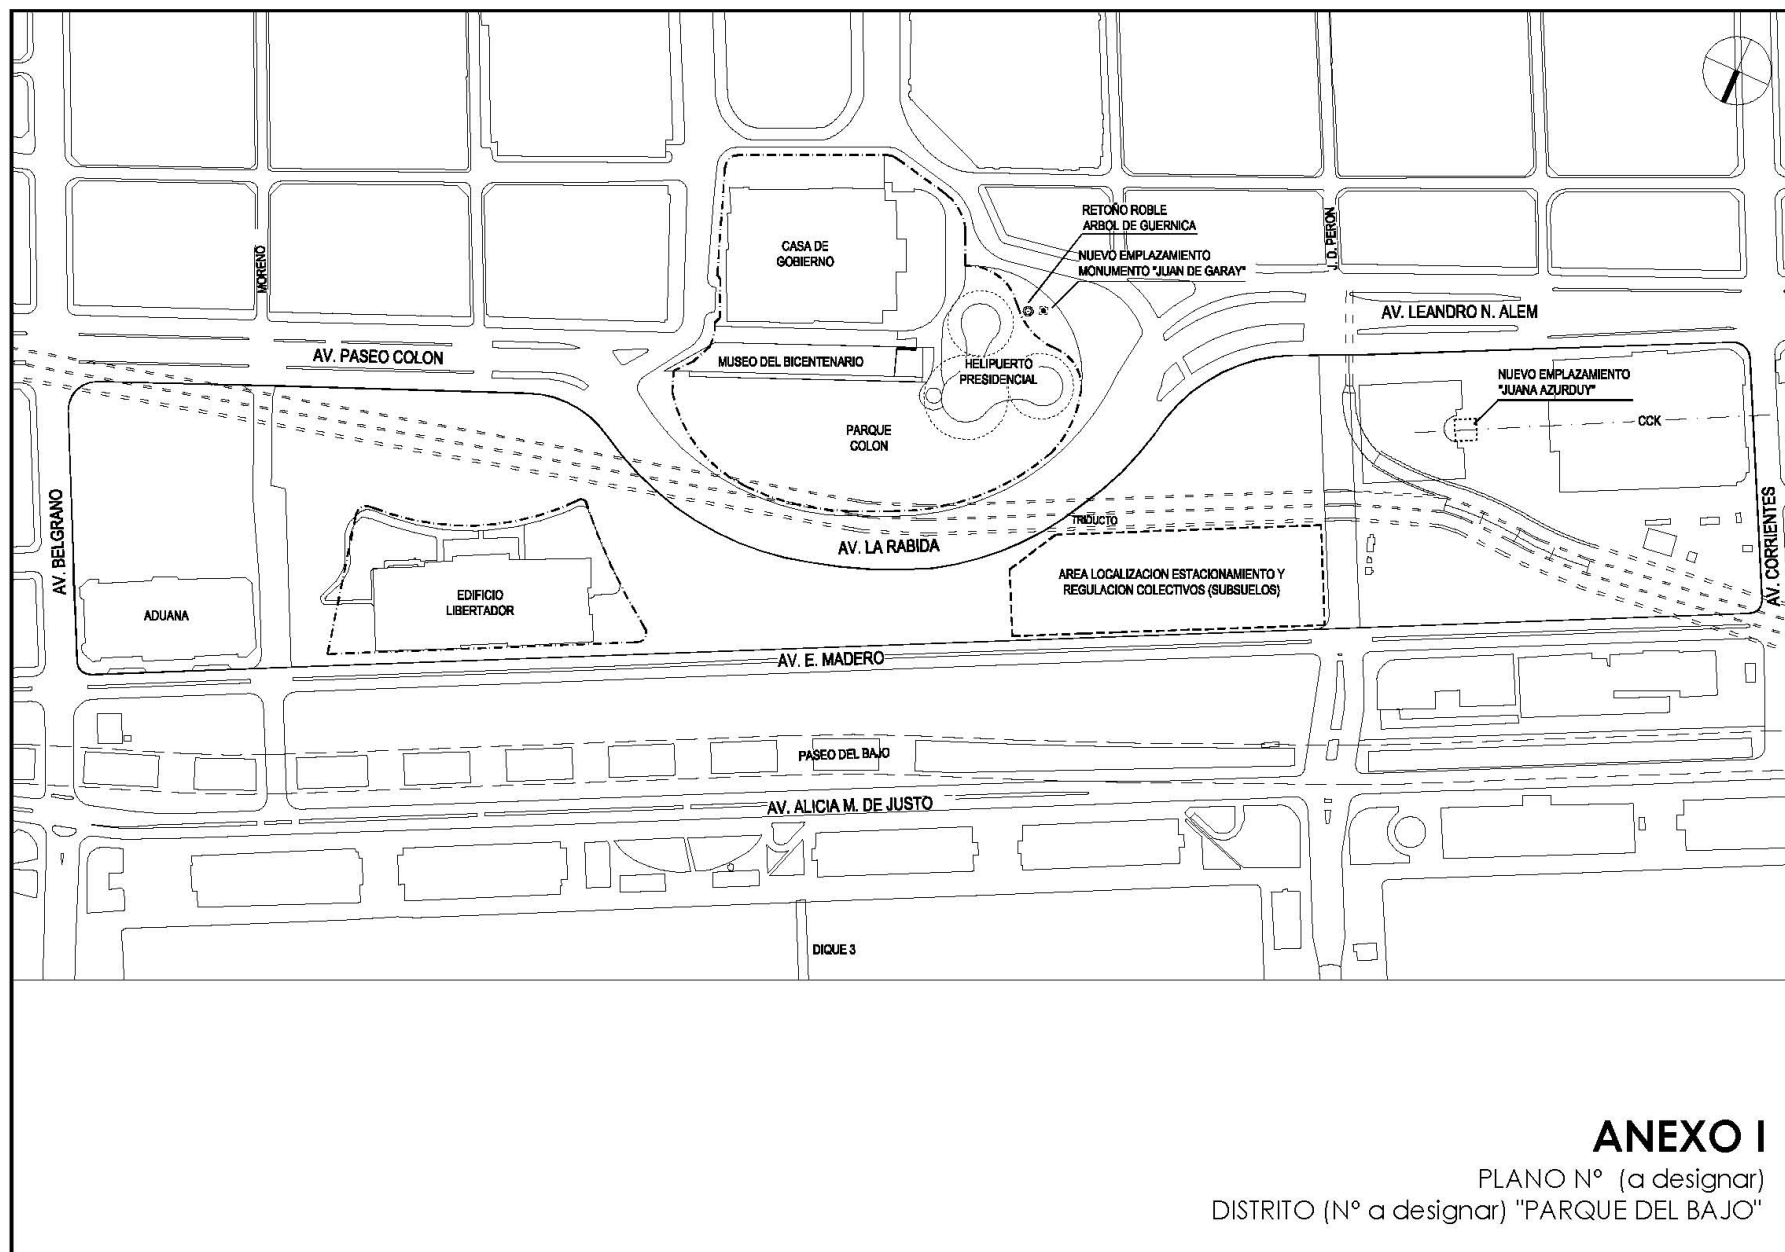 RETOÑO ROBLE
ARBOL DE GUERNICA
J. D. PERON
CASA DE
GOBIERNO
MORENO
NUEVO EMPLAZAMIENTO
MONUMENTO "JUAN DE GARAY"
AV. LEANDRO N. ALEM
AV. PASEO COLON
MUSEO DEL BICENTENARIO
HELIPUERTO
PRESIDENCIAL
NUEVO EMPLAZAMIENTO
"JUANA AZURDUY"
CCK
PARQUE
COLON
AV. BELGRANO
AV. CORRIENTES
TRIDUCTO
AV. LA RABIDA
AREA LOCALIZACION ESTACIONAMIENTO Y
REGULACION COLECTIVOS (SUBSUELOS)
EDIFICIO
LIBERTADOR
ADUANA
AV. E. MADERO
PASEO DEL BAJO
AV. ALICIA M. DE JUSTO
DIQUE 3
ANEXO I
PLANO Nº (a designar)
DISTRITO (Nº a designar) "PARQUE DEL BAJO"